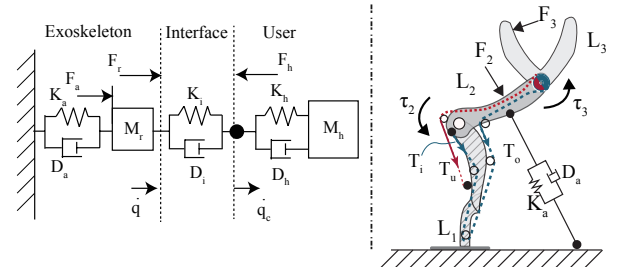 Exoskeleton Interface User
F_r F_h
F_a
K_a K_i K_h
M_r M_h
D_a D_i D_h
q̇ q̇_c
F_3
L_3
F_2
L_2
τ_2 τ_3
T_i T_u T_o D_a
K_a
L_1